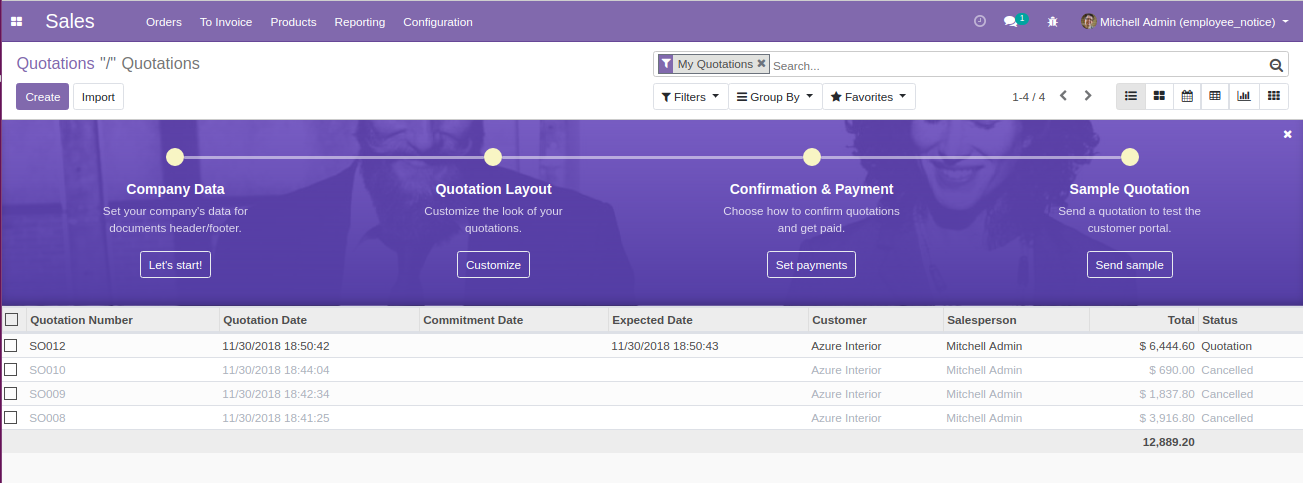 Sales Orders To Invoice Products Reporting Configuration 1 Mitchell Admin (employee_notice)
Quotations "/" Quotations My Quotations Search...
Create Import Filters Group By Favorites 1-4 / 4
Company Data Quotation Layout Confirmation & Payment Sample Quotation
Set your company's data for Customize the look of your Choose how to confirm quotations Send a quotation to test the
documents header/footer. quotations. and get paid. customer portal.
Let's start! Customize Set payments Send sample
Quotation Number Quotation Date Commitment Date Expected Date Customer Salesperson Total Status
SO012 11/30/2018 18:50:42 11/30/2018 18:50:43 Azure Interior Mitchell Admin $ 6,444.60 Quotation
SO010 11/30/2018 18:44:04 Azure Interior Mitchell Admin $ 690.00 Cancelled
SO009 11/30/2018 18:42:34 Azure Interior Mitchell Admin $ 1,837.80 Cancelled
SO008 11/30/2018 18:41:25 Azure Interior Mitchell Admin $ 3,916.80 Cancelled
12,889.20